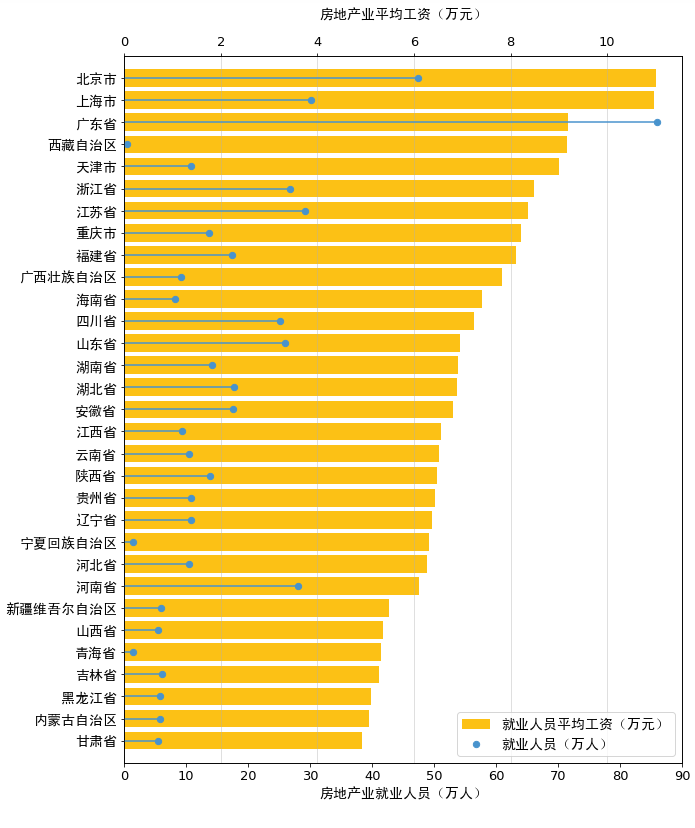 房地产业平均工资（万元）
0 2 4 6 8 10
北京市
上海市
广东省
西藏自治区
天津市
浙江省
江苏省
重庆市
福建省
广西壮族自治区
海南省
四川省
山东省
湖南省
湖北省
安徽省
江西省
云南省
陕西省
贵州省
辽宁省
宁夏回族自治区
河北省
河南省
新疆维吾尔自治区
山西省
青海省
吉林省
黑龙江省
内蒙古自治区
甘肃省
就业人员平均工资（万元）
就业人员（万人）
0 10 20 30 40 50 60 70 80 90
房地产业就业人员（万人）